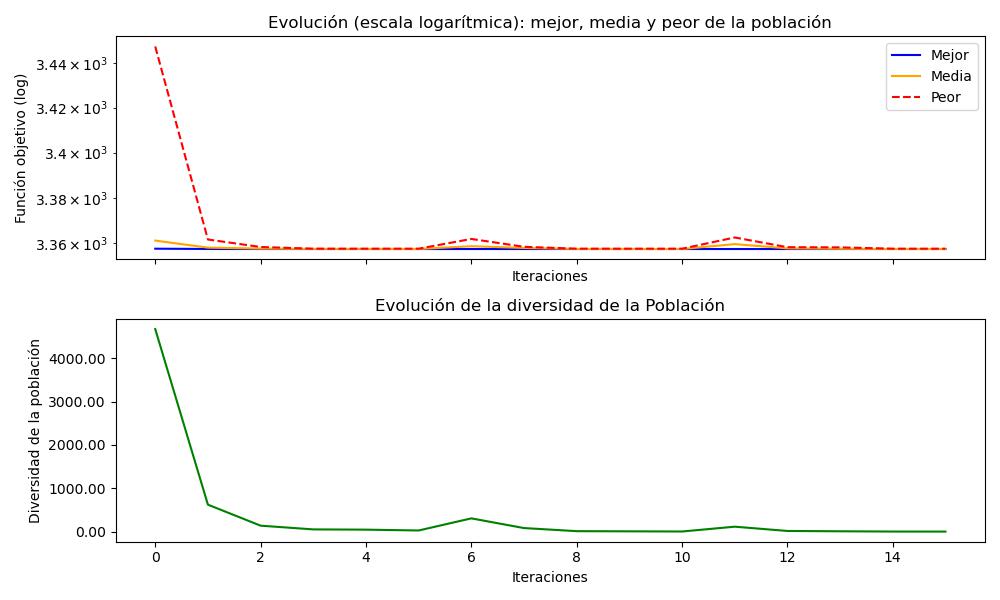 Evolución (escala logarítmica): mejor, media y peor de la población
Función objetivo (log)
3.44 × 10³
3.42 × 10³
3.4 × 10³
3.38 × 10³
3.36 × 10³
Mejor
Media
Peor
Iteraciones
Evolución de la diversidad de la Población
Diversidad de la población
4000.00
3000.00
2000.00
1000.00
0.00
0 2 4 6 8 10 12 14
Iteraciones